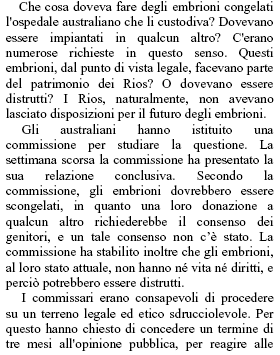 Che cosa doveva fare degli embrioni congelati
l'ospedale australiano che li custodiva? Dovevano
essere impiantati in qualcun altro? C'erano
numerose richieste in questo senso. Questi
embrioni, dal punto di vista legale, facevano parte
del patrimonio dei Rios? O dovevano essere
distrutti? I Rios, naturalmente, non avevano
lasciato disposizioni per il futuro degli embrioni.
Gli australiani hanno istituito una
commissione per studiare la questione. La
settimana scorsa la commissione ha presentato la
sua relazione conclusiva. Secondo la
commissione, gli embrioni dovrebbero essere
scongelati, in quanto una loro donazione a
qualcun altro richiederebbe il consenso dei
genitori, e un tale consenso non c’è stato. La
commissione ha stabilito inoltre che gli embrioni,
al loro stato attuale, non hanno né vita né diritti, e
perciò potrebbero essere distrutti.
I commissari erano consapevoli di procedere
su un terreno legale ed etico sdrucciolevole. Per
questo hanno chiesto di concedere un termine di
tre mesi all'opinione pubblica, per reagire alle